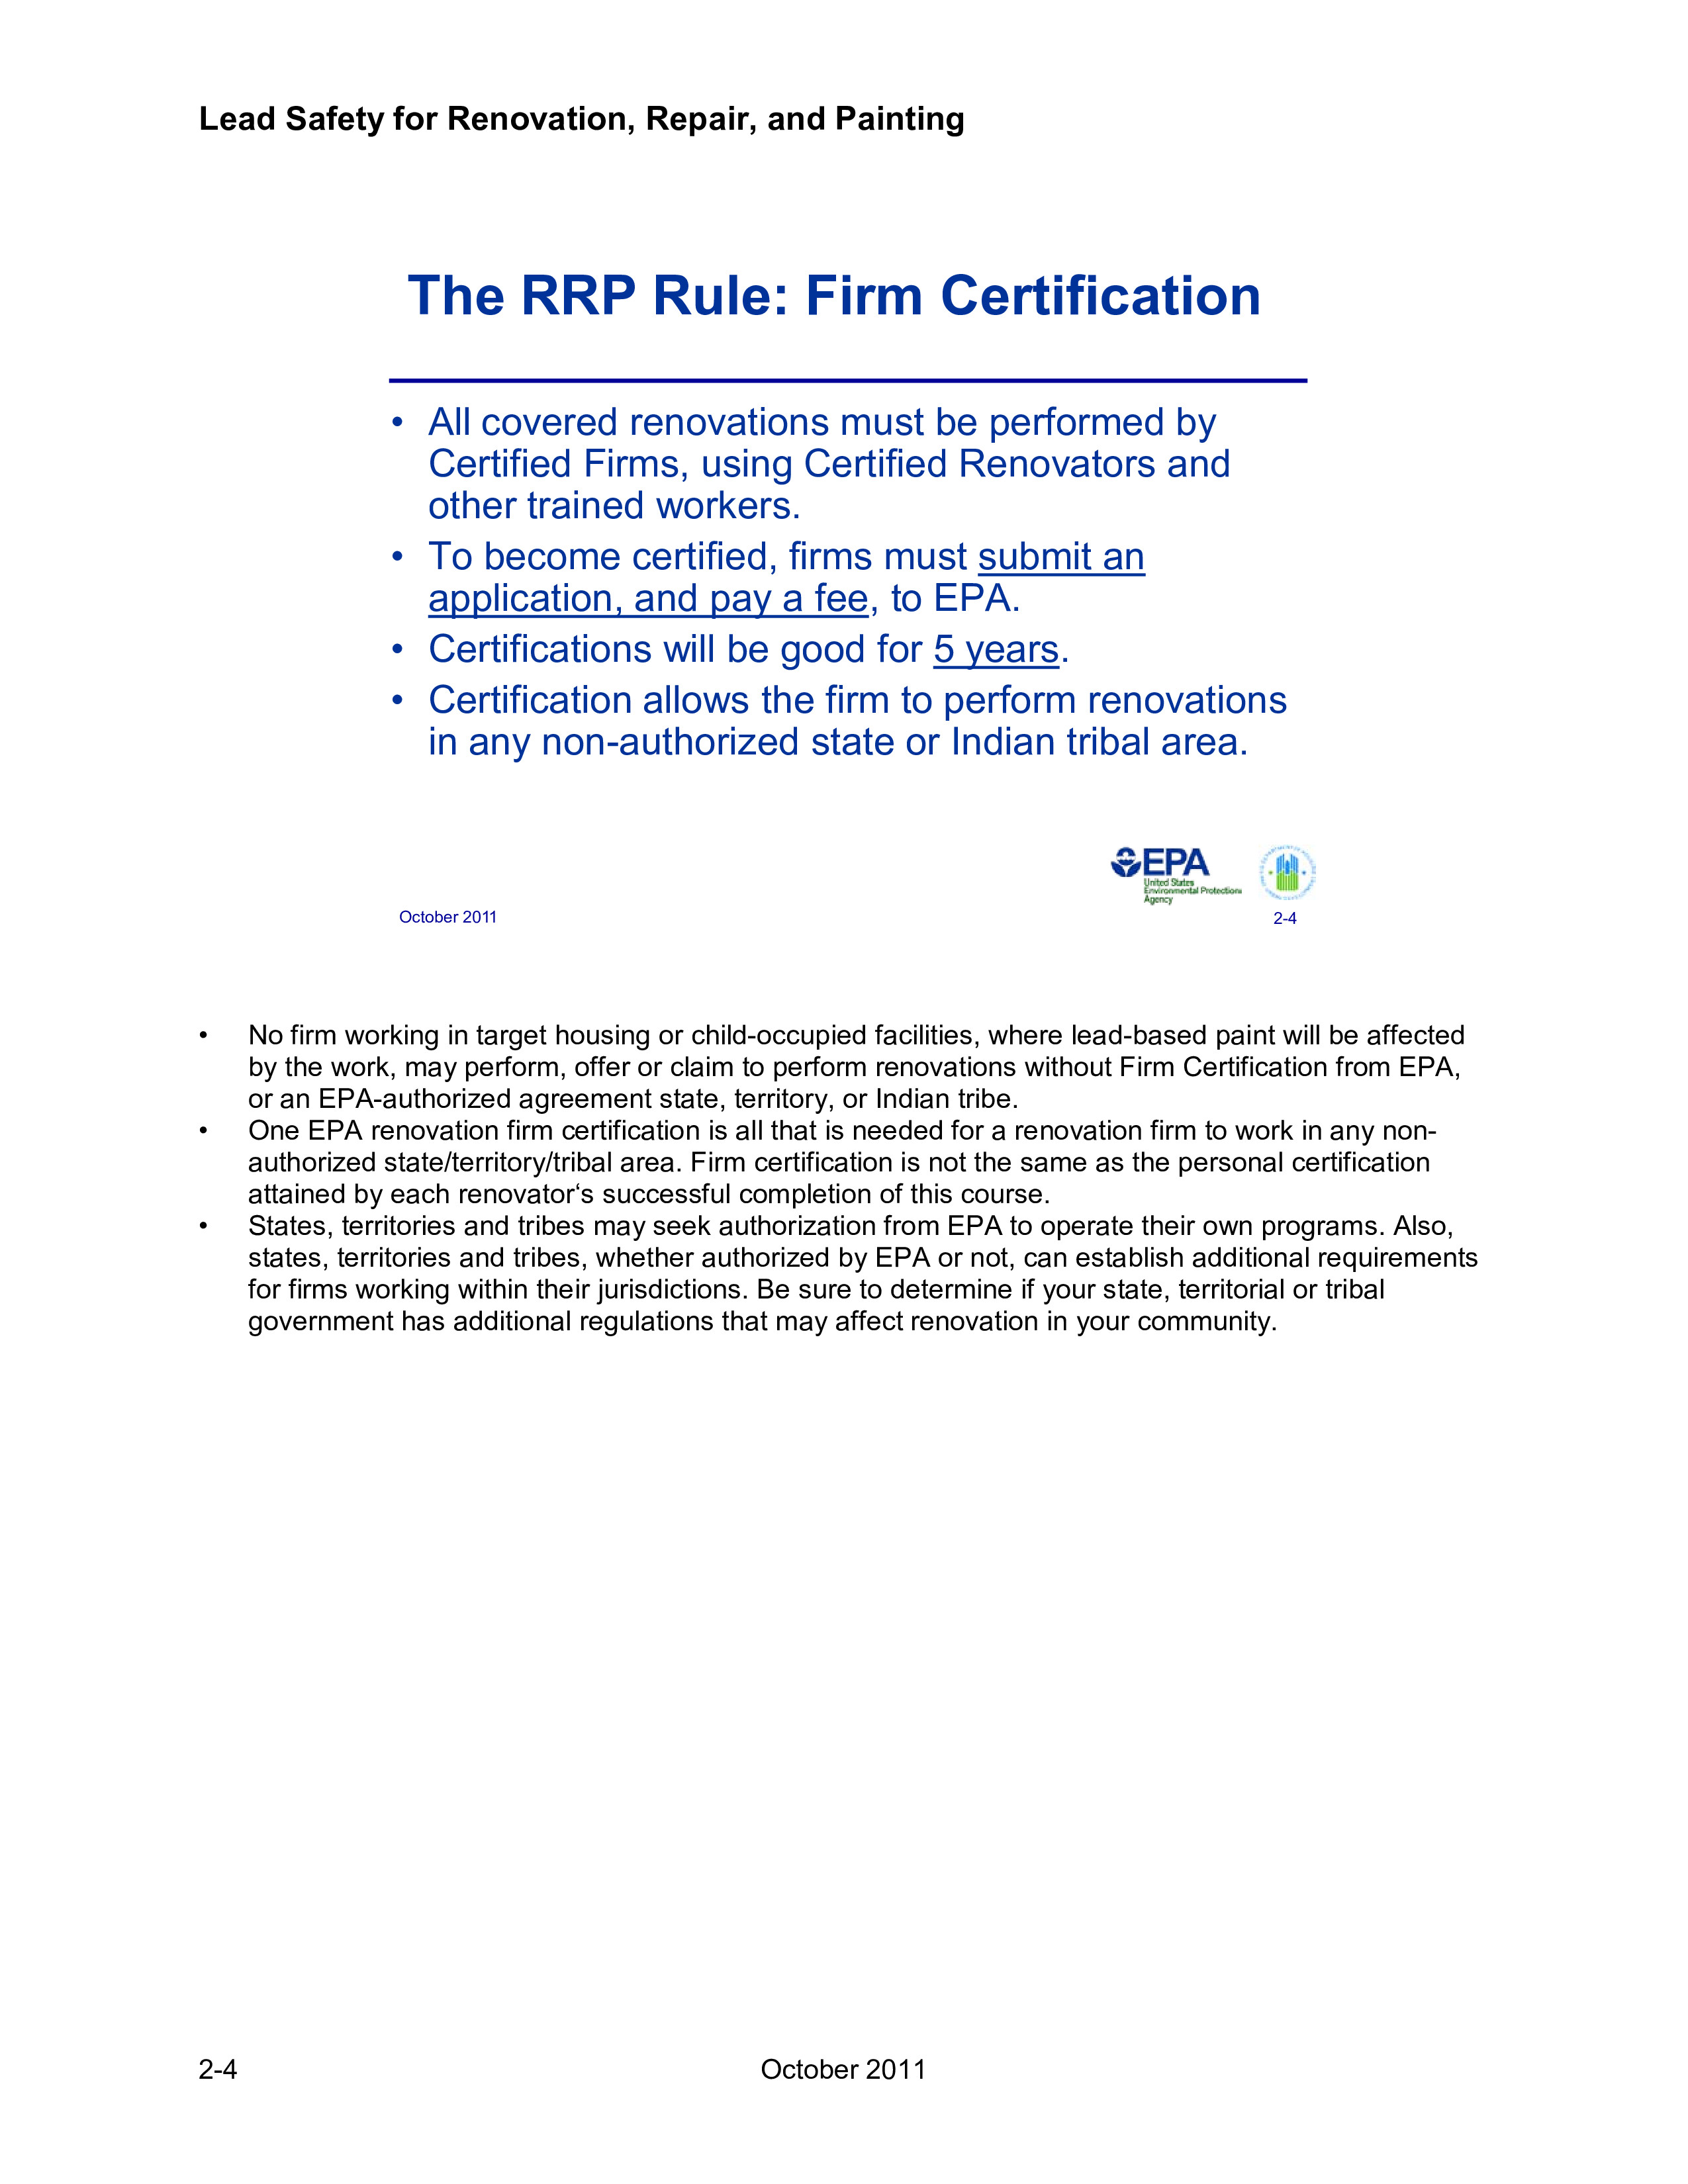 Lead Safety for Renovation, Repair, and Painting
The RRP Rule: Firm Certification
• All covered renovations must be performed by
Certified Firms, using Certified Renovators and
other trained workers.
• To become certified, firms must submit an
application, and pay a fee, to EPA.
• Certifications will be good for 5 years.
• Certification allows the firm to perform renovations
in any non-authorized state or Indian tribal area.
EPA
United States
Environmental Protection
Agency
October 2011
2-4
• No firm working in target housing or child-occupied facilities, where lead-based paint will be affected
by the work, may perform, offer or claim to perform renovations without Firm Certification from EPA,
or an EPA-authorized agreement state, territory, or Indian tribe.
• One EPA renovation firm certification is all that is needed for a renovation firm to work in any non-
authorized state/territory/tribal area. Firm certification is not the same as the personal certification
attained by each renovator‘s successful completion of this course.
• States, territories and tribes may seek authorization from EPA to operate their own programs. Also,
states, territories and tribes, whether authorized by EPA or not, can establish additional requirements
for firms working within their jurisdictions. Be sure to determine if your state, territorial or tribal
government has additional regulations that may affect renovation in your community.
2-4
October 2011